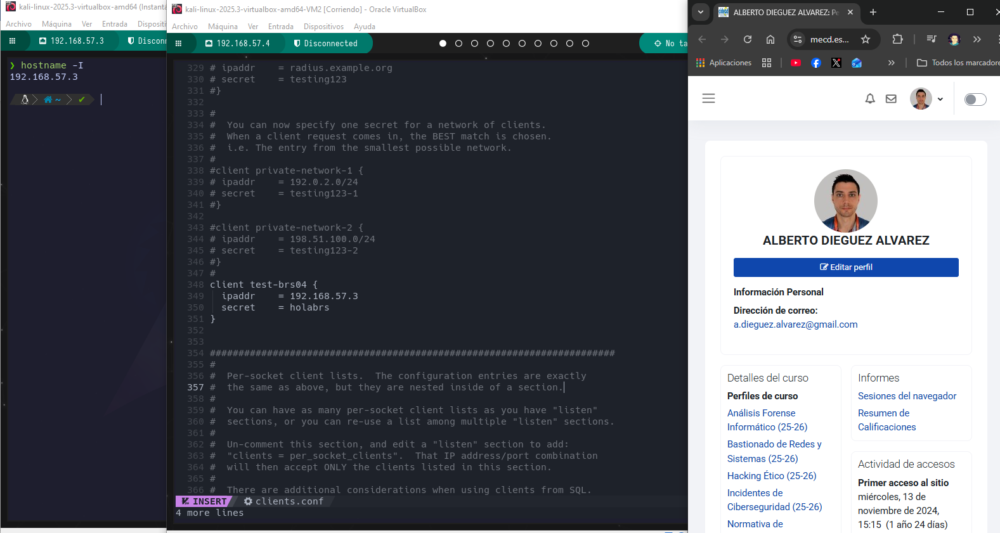 kali-linux-2025.3-virtualbox-amd64 (Instanta
Archivo Máquina Ver Entrada Dispositi
192.168.57.3 Disconn
❯ hostname -I
192.168.57.3
~ ✔
kali-linux-2025.3-virtualbox-amd64-VM2 [Corriendo] - Oracle VirtualBox
Archivo Máquina Ver Entrada Dispositivos Ayuda
192.168.57.4 Disconnected No ta
329 # ipaddr = radius.example.org
330 # secret = testing123
331 #}
332
333 #
334 # You can now specify one secret for a network of clients.
335 # When a client request comes in, the BEST match is chosen.
336 # i.e. The entry from the smallest possible network.
337 #
338 #client private-network-1 {
339 # ipaddr = 192.0.2.0/24
340 # secret = testing123-1
341 #}
342
343 #client private-network-2 {
344 # ipaddr = 198.51.100.0/24
345 # secret = testing123-2
346 #}
347 #
348 client test-brs04 {
349 ipaddr = 192.168.57.3
350 secret = holabrs
351 }
352
353
354 #######################################################################
355 #
356 # Per-socket client lists. The configuration entries are exactly
357 # the same as above, but they are nested inside of a section.
358 #
359 # You can have as many per-socket client lists as you have "listen"
360 # sections, or you can re-use a list among multiple "listen" sections.
361 #
362 # Un-comment this section, and edit a "listen" section to add:
363 # "clients = per_socket_clients". That IP address/port combination
364 # will then accept ONLY the clients listed in this section.
365 #
366 # There are additional considerations when using clients from SQL.
INSERT clients.conf
4 more lines
ALBERTO DIEGUEZ ALVAREZ: Pe
mecd.es...
Aplicaciones » Todos los marcadore
ALBERTO DIEGUEZ ALVAREZ
Editar perfil
Información Personal
Dirección de correo:
a.dieguez.alvarez@gmail.com
Detalles del curso
Perfiles de curso
Análisis Forense
Informático (25-26)
Bastionado de Redes y
Sistemas (25-26)
Hacking Ético (25-26)
Incidentes de
Ciberseguridad (25-26)
Normativa de
Informes
Sesiones del navegador
Resumen de
Calificaciones
Actividad de accesos
Primer acceso al sitio
miércoles, 13 de
noviembre de 2024,
15:15 (1 año 24 días)